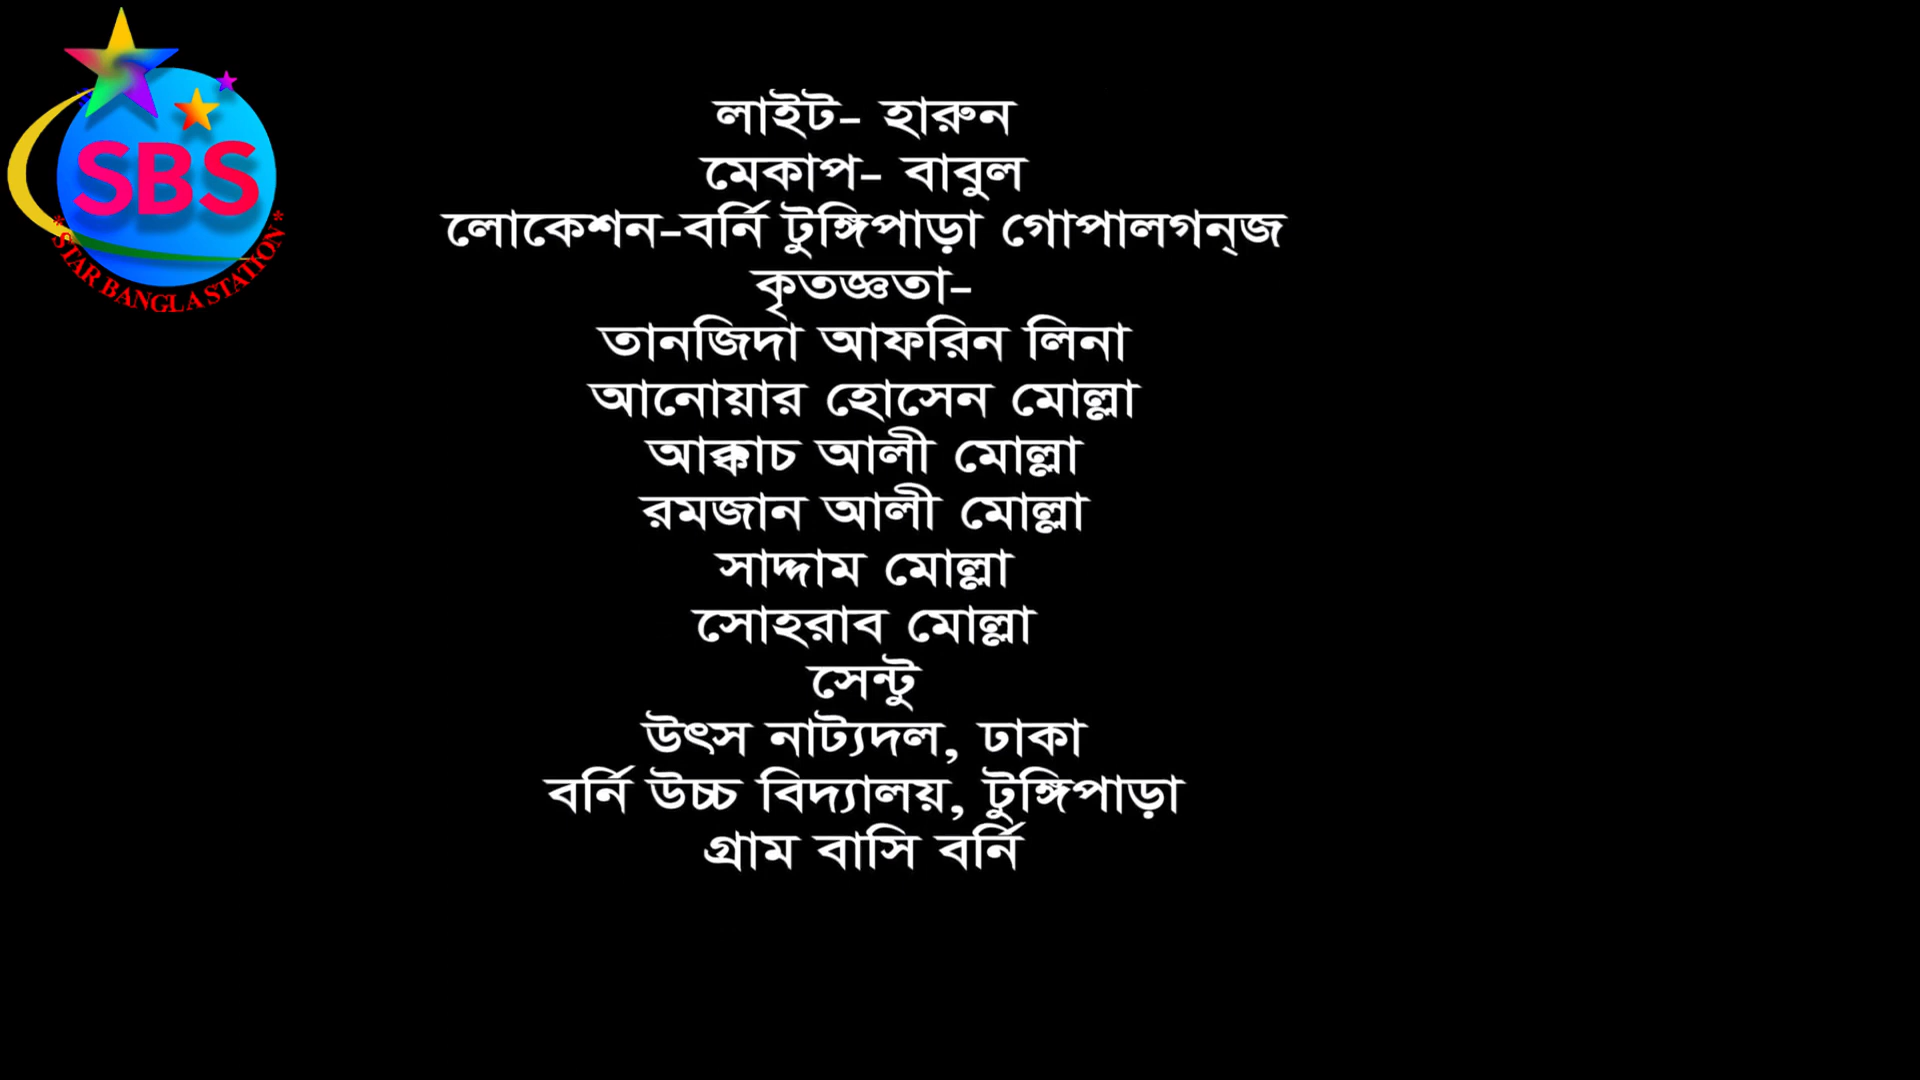 SBS
* STAR BANGLA STATION *
লাইট- হারুন
মেকাপ- বাবুল
লোকেশন-বর্নি টুঙ্গিপাড়া গোপালগন্জ
কৃতজ্ঞতা-
তানজিদা আফরিন লিনা
আনোয়ার হোসেন মোল্লা
আক্কাচ আলী মোল্লা
রমজান আলী মোল্লা
সাদ্দাম মোল্লা
সোহরাব মোল্লা
সেন্টু
উৎস নাট্যদল, ঢাকা
বর্নি উচ্চ বিদ্যালয়, টুঙ্গিপাড়া
গ্রাম বাসি বর্নি